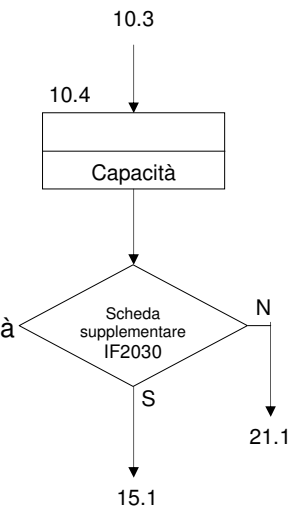 10.3
10.4
Capacità
à
Scheda
supplementare
IF2030
N
S
21.1
15.1